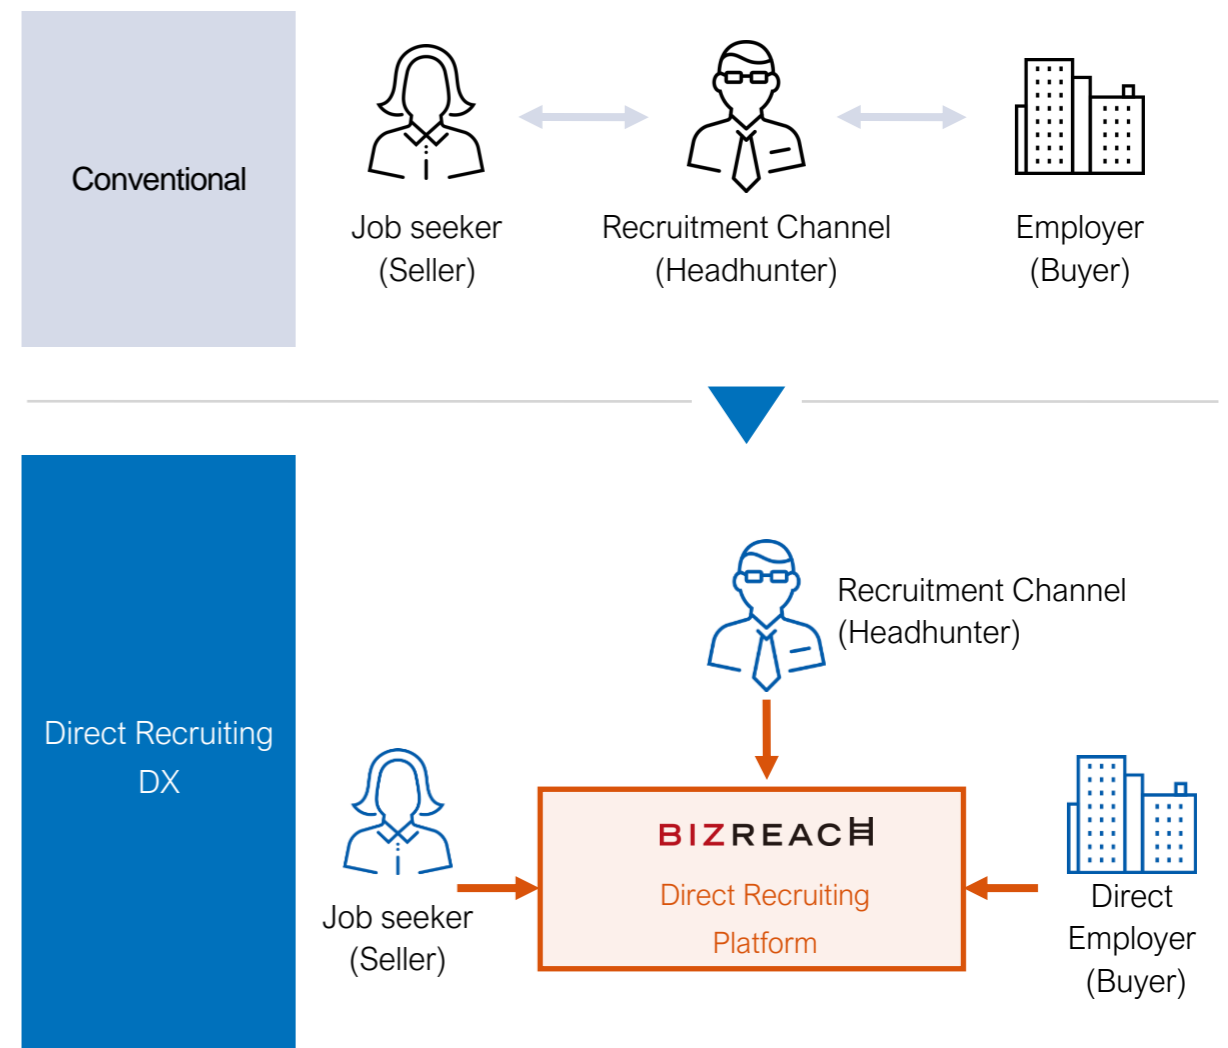 Conventional
Job seeker
(Seller)
Recruitment Channel
(Headhunter)
Employer
(Buyer)
Direct Recruiting
DX
Recruitment Channel
(Headhunter)
Job seeker
(Seller)
BIZREACH
Direct Recruiting
Platform
Direct
Employer
(Buyer)